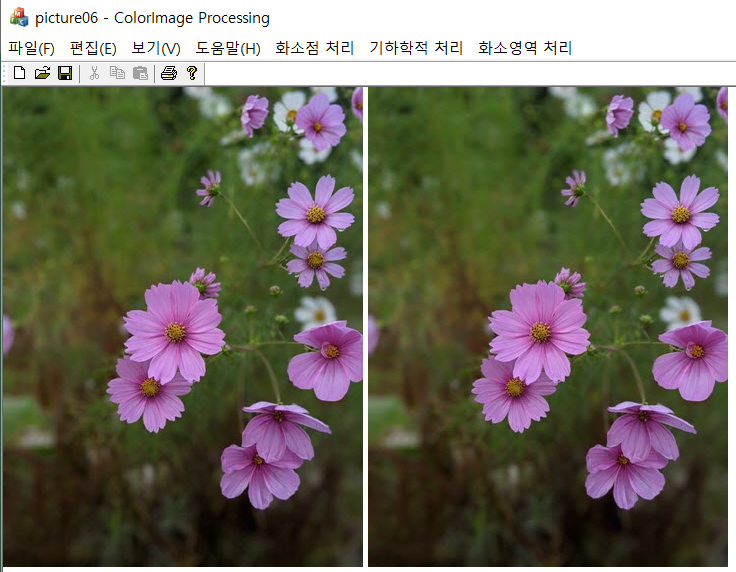 picture06 - ColorImage Processing
파일(F) 편집(E) 보기(V) 도움말(H) 화소점 처리 기하학적 처리 화소영역 처리